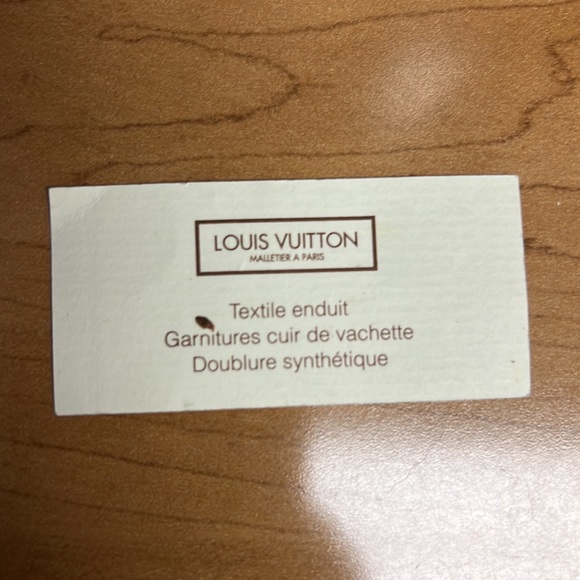 LOUIS VUITTON
MALLETIER A PARIS
Textile enduit
Garnitures cuir de vachette
Doublure synthétique